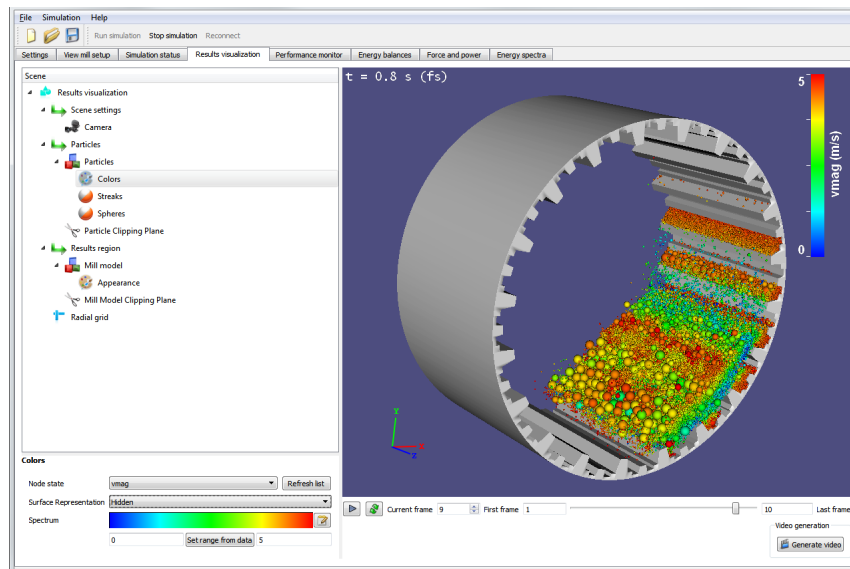 File Simulation Help
Run simulation Stop simulation Reconnect
Settings View mill setup Simulation status Results visualization Performance monitor Energy balances Force and power Energy spectra
Scene
Results visualization
Scene settings
Camera
Particles
Particles
Colors
Streaks
Spheres
Particle Clipping Plane
Results region
Mill model
Appearance
Mill Model Clipping Plane
Radial grid
t = 0.8 s (fs)
5
vmag (m/s)
0
Y
X
Z
Colors
Node state vmag Refresh list
Surface Representation Hidden
Spectrum
0 Set range from data 5
Current frame 9 First frame 1 10 Last frame
Video generation
Generate video